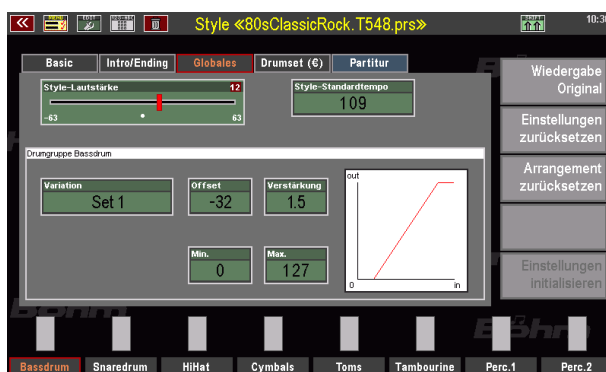 Style «80sClassicRock.T548.prs»
Basic
Intro/Ending
Globales
Drumset (€)
Partitur
Style-Lautstärke 12
-63 63
Style-Standardtempo
109
Wiedergabe
Original
Einstellungen
zurücksetzen
Arrangement
zurücksetzen
Einstellungen
initialisieren
Drumgruppe Bassdrum
Variation
Set 1
Offset
-32
Verstärkung
1.5
Min.
0
Max.
127
out
0 in
Böhm
Böhm
Bassdrum
Snaredrum
HiHat
Cymbals
Toms
Tambourine
Perc.1
Perc.2